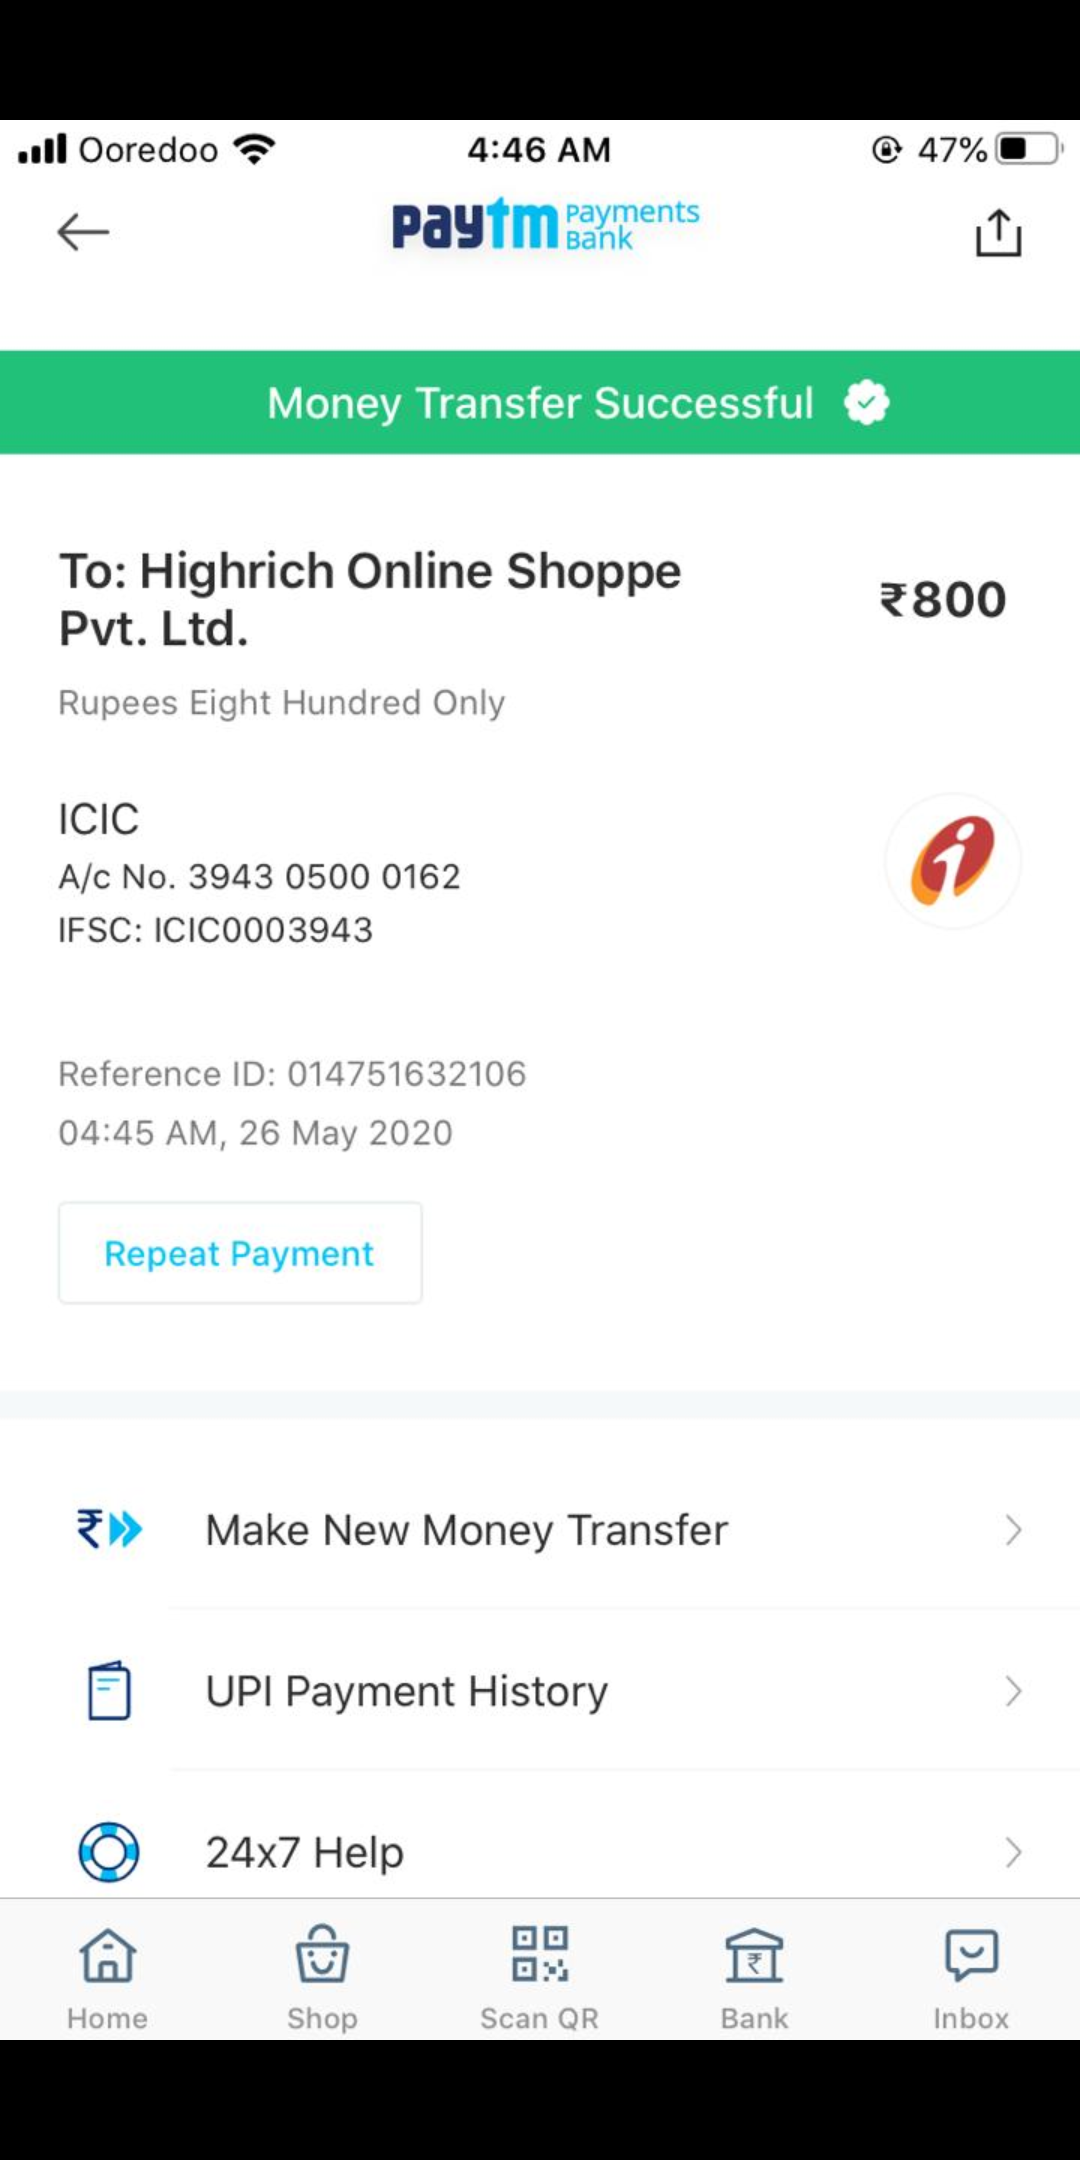 Ooredoo 4:46 AM 47%
paytm Payments Bank
Money Transfer Successful
To: Highrich Online Shoppe
Pvt. Ltd.
₹800
Rupees Eight Hundred Only
ICIC
A/c No. 3943 0500 0162
IFSC: ICIC0003943
Reference ID: 014751632106
04:45 AM, 26 May 2020
Repeat Payment
₹ Make New Money Transfer
UPI Payment History
24x7 Help
Home Shop Scan QR Bank Inbox